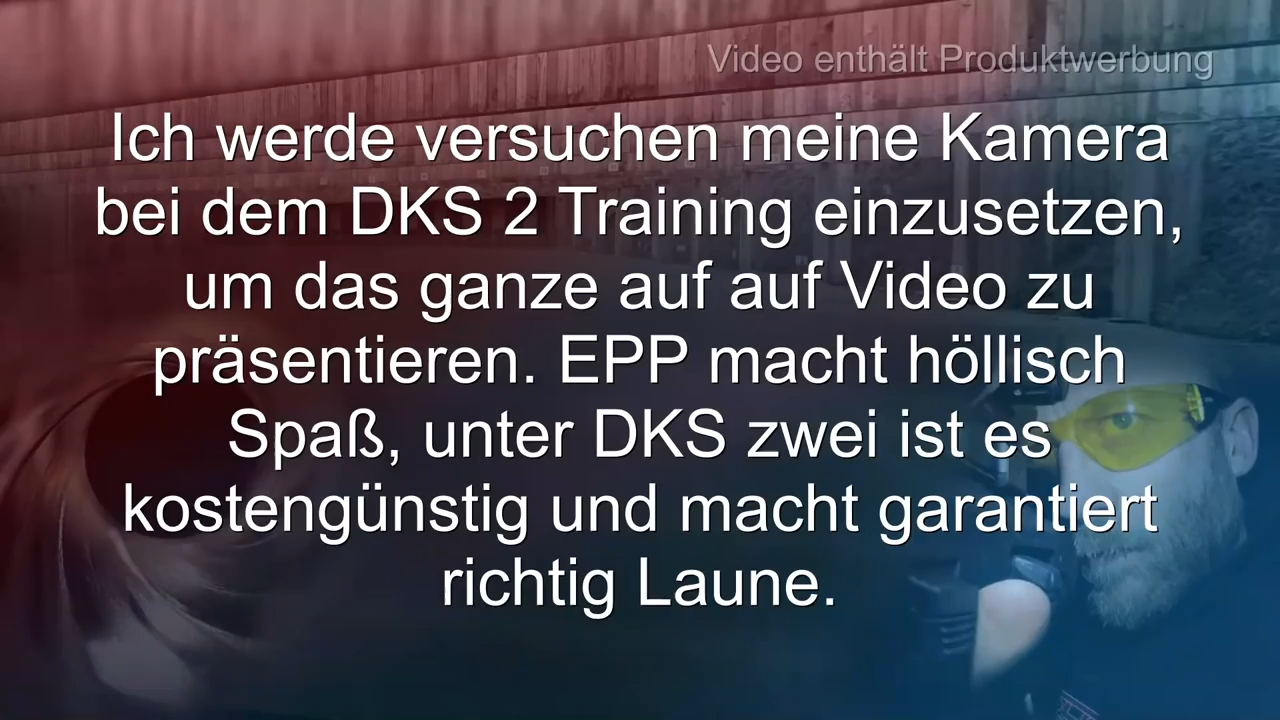 Video enthält Produktwerbung
Ich werde versuchen meine Kamera
bei dem DKS 2 Training einzusetzen,
um das ganze auf auf Video zu
präsentieren. EPP macht höllisch
Spaß, unter DKS zwei ist es
kostengünstig und macht garantiert
richtig Laune.